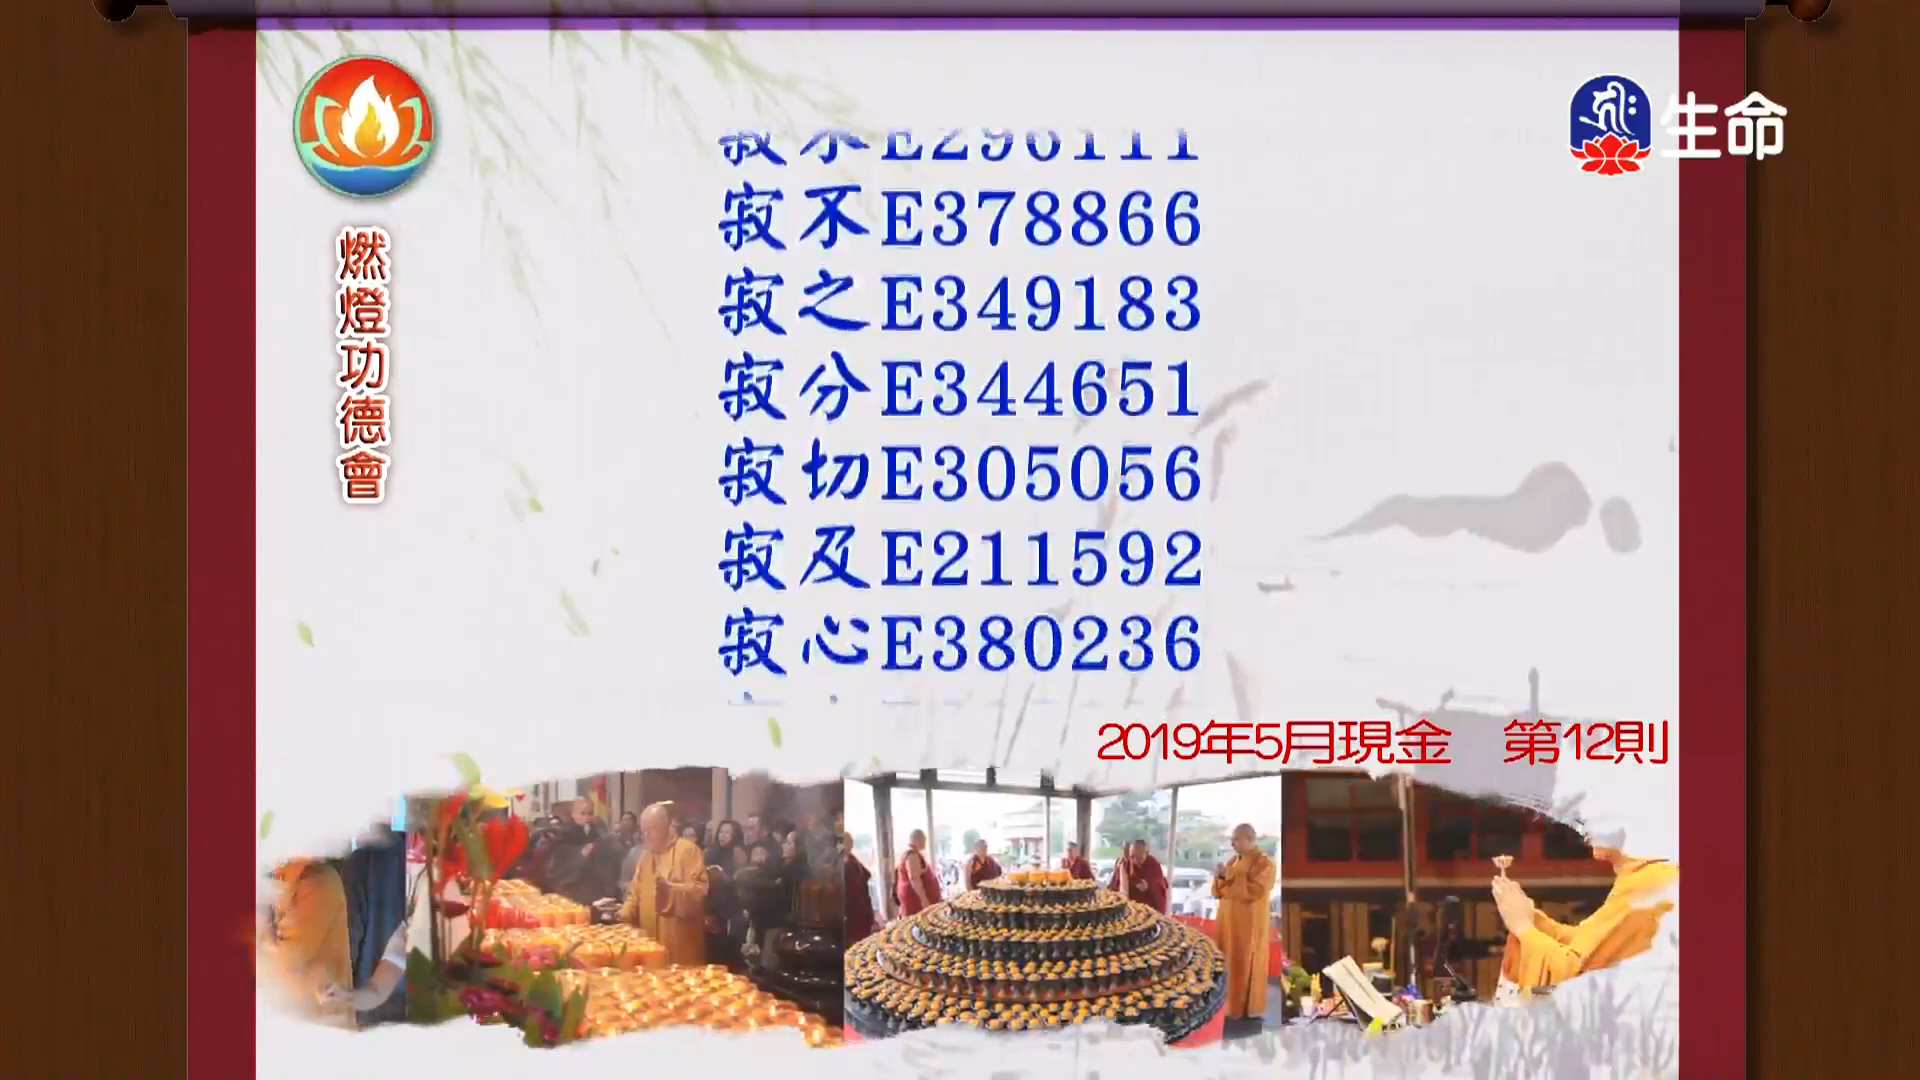 生命
燃燈功德會
寂不E378866
寂之E349183
寂分E344651
寂切E305056
寂及E211592
寂心E380236
2019年5月現金 第12則